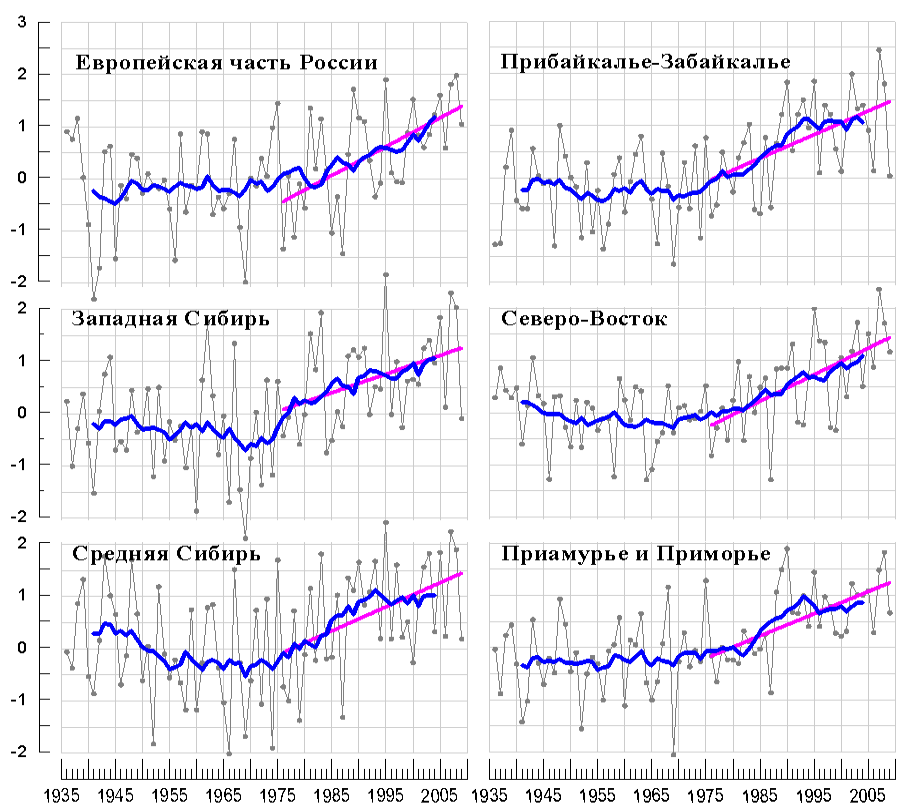 3
Европейская часть России
Прибайкалье-Забайкалье
2
1
0
-1
-2
Западная Сибирь
Северо-Восток
2
1
0
-1
-2
Средняя Сибирь
Приамурье и Приморье
2
1
0
-1
-2
1935 1945 1955 1965 1975 1985 1995 2005 1935 1945 1955 1965 1975 1985 1995 2005